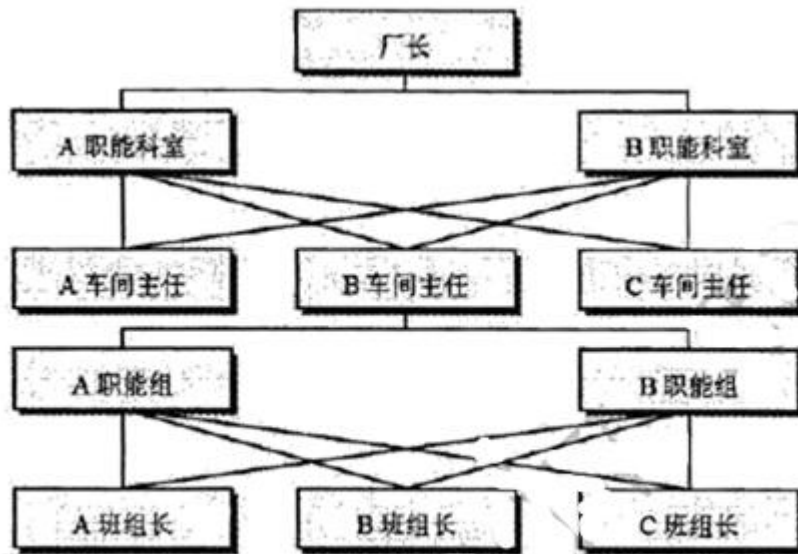 厂长
A 职能科室
B 职能科室
A 车间主任
B 车间主任
C 车间主任
A 职能组
B 职能组
A 班组长
B 班组长
C 班组长